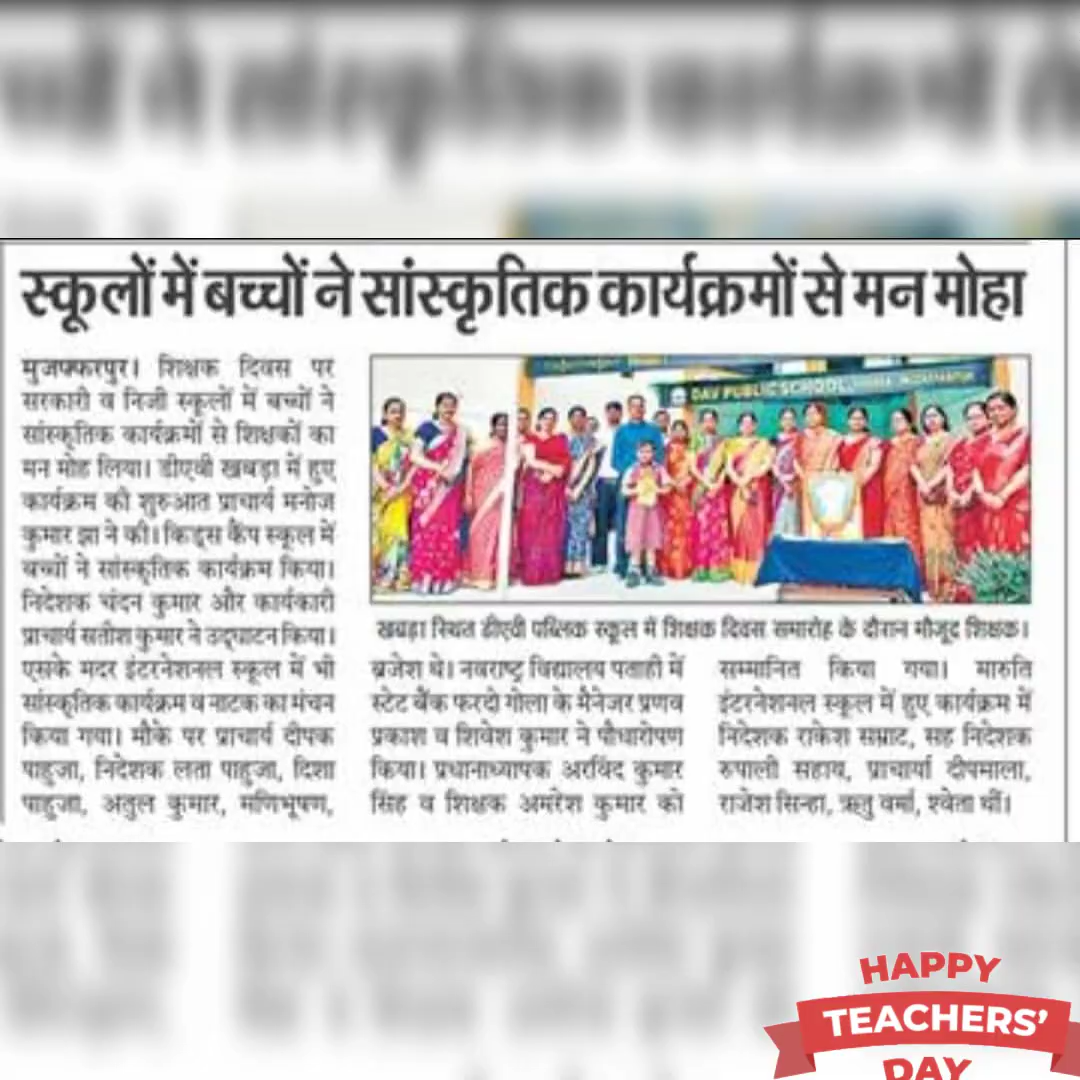 स्कूलों में बच्चों ने सांस्कृतिक कार्यक्रमों से मन मोहा
मुजफ्फरपुर। शिक्षक दिवस पर
सरकारी व निजी स्कूलों में बच्चों ने
सांस्कृतिक कार्यक्रमों से शिक्षकों का
मन मोह लिया। डीएवी खबड़ा में हुए
कार्यक्रम की शुरुआत प्राचार्य मनोज
कुमार झा ने की। किड्स कैंप स्कूल में
बच्चों ने सांस्कृतिक कार्यक्रम किया।
निदेशक चंदन कुमार और कार्यकारी
प्राचार्य सतीश कुमार ने उद्घाटन किया।
एसके मदर इंटरनेशनल स्कूल में भी
सांस्कृतिक कार्यक्रम व नाटक का मंचन
किया गया। मौके पर प्राचार्य दीपक
पाहुजा, निदेशक लता पाहुजा, दिशा
पाहुजा, अतुल कुमार, मणिभूषण,
DAV PUBLIC SCHOOL,
खबड़ा स्थित डीएवी पब्लिक स्कूल में शिक्षक दिवस समारोह के दौरान मौजूद शिक्षक।
ब्रजेश थे। नवराष्ट्र विद्यालय पताही में
स्टेट बैंक फरदो गोला के मैनेजर प्रणव
प्रकाश व शिवेश कुमार ने पौधारोपण
किया। प्रधानाध्यापक अरविंद कुमार
सिंह व शिक्षक अमरेश कुमार को
सम्मानित किया गया। मारुति
इंटरनेशनल स्कूल में हुए कार्यक्रम में
निदेशक राकेश सम्राट, सह निदेशक
रुपाली सहाय, प्राचार्या दीपमाला,
राजेश सिन्हा, ऋतु वर्मा, श्वेता थीं।
HAPPY
TEACHERS'
DAY